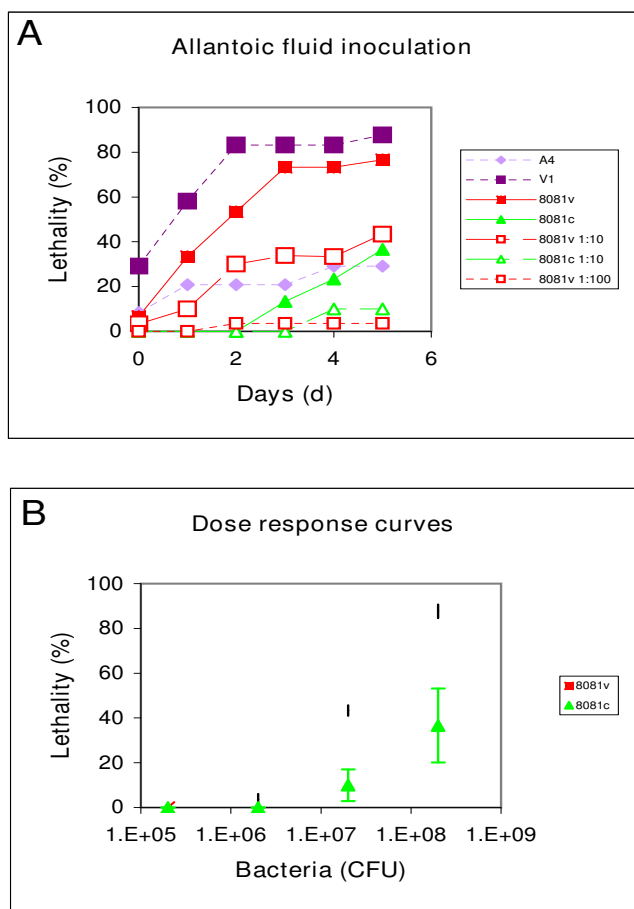 A
Allantoic fluid inoculation
Lethality (%)
100
80
60
40
20
0
0 2 4 6
Days (d)
A4
V1
8081v
8081c
8081v 1:10
8081c 1:10
8081v 1:100
B
Dose response curves
Lethality (%)
100
80
60
40
20
0
1.E+05 1.E+06 1.E+07 1.E+08 1.E+09
Bacteria (CFU)
8081v
8081c